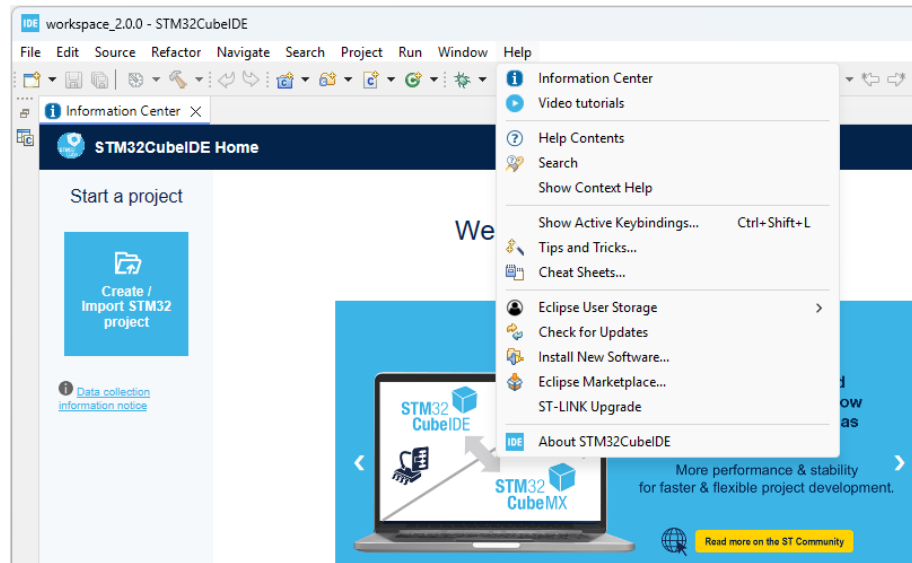 IDE workspace_2.0.0 - STM32CubeIDE
File Edit Source Refactor Navigate Search Project Run Window Help
Information Center
Video tutorials
Help Contents
Search
Show Context Help
Show Active Keybindings... Ctrl+Shift+L
Tips and Tricks...
Cheat Sheets...
Eclipse User Storage
Check for Updates
Install New Software...
Eclipse Marketplace...
ST-LINK Upgrade
IDE About STM32CubeIDE
Information Center
STM32CubeIDE Home
Start a project
Create /
Import STM32
project
Data collection
information notice
We
STM32
CubeIDE
STM32
CubeMX
d
ow
as
More performance & stability
for faster & flexible project development.
Read more on the ST Community